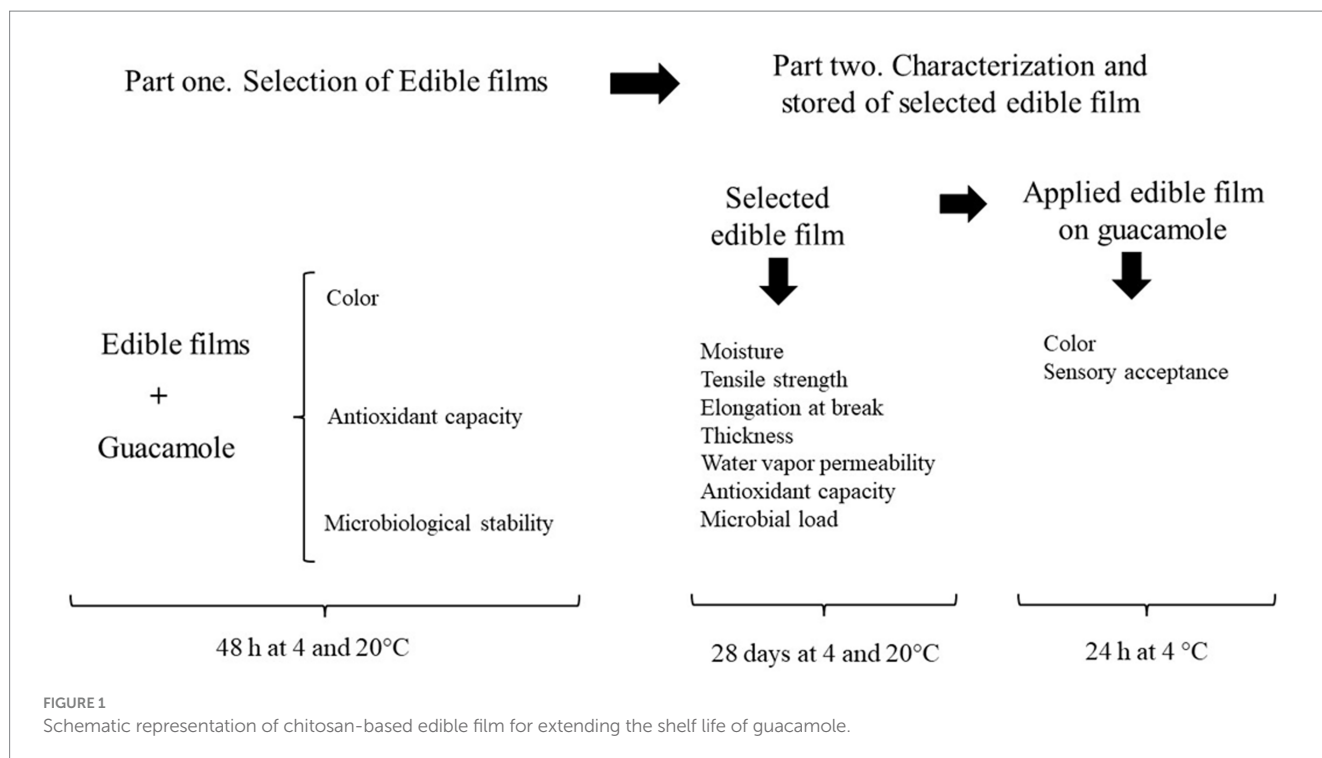 Part one. Selection of Edible films
Part two. Characterization and
stored of selected edible film
Edible films
+
Guacamole
Color
Antioxidant capacity
Microbiological stability
48 h at 4 and 20°C
Selected
edible film
Moisture
Tensile strength
Elongation at break
Thickness
Water vapor permeability
Antioxidant capacity
Microbial load
28 days at 4 and 20°C
Applied edible film
on guacamole
Color
Sensory acceptance
24 h at 4 °C
FIGURE 1
Schematic representation of chitosan-based edible film for extending the shelf life of guacamole.